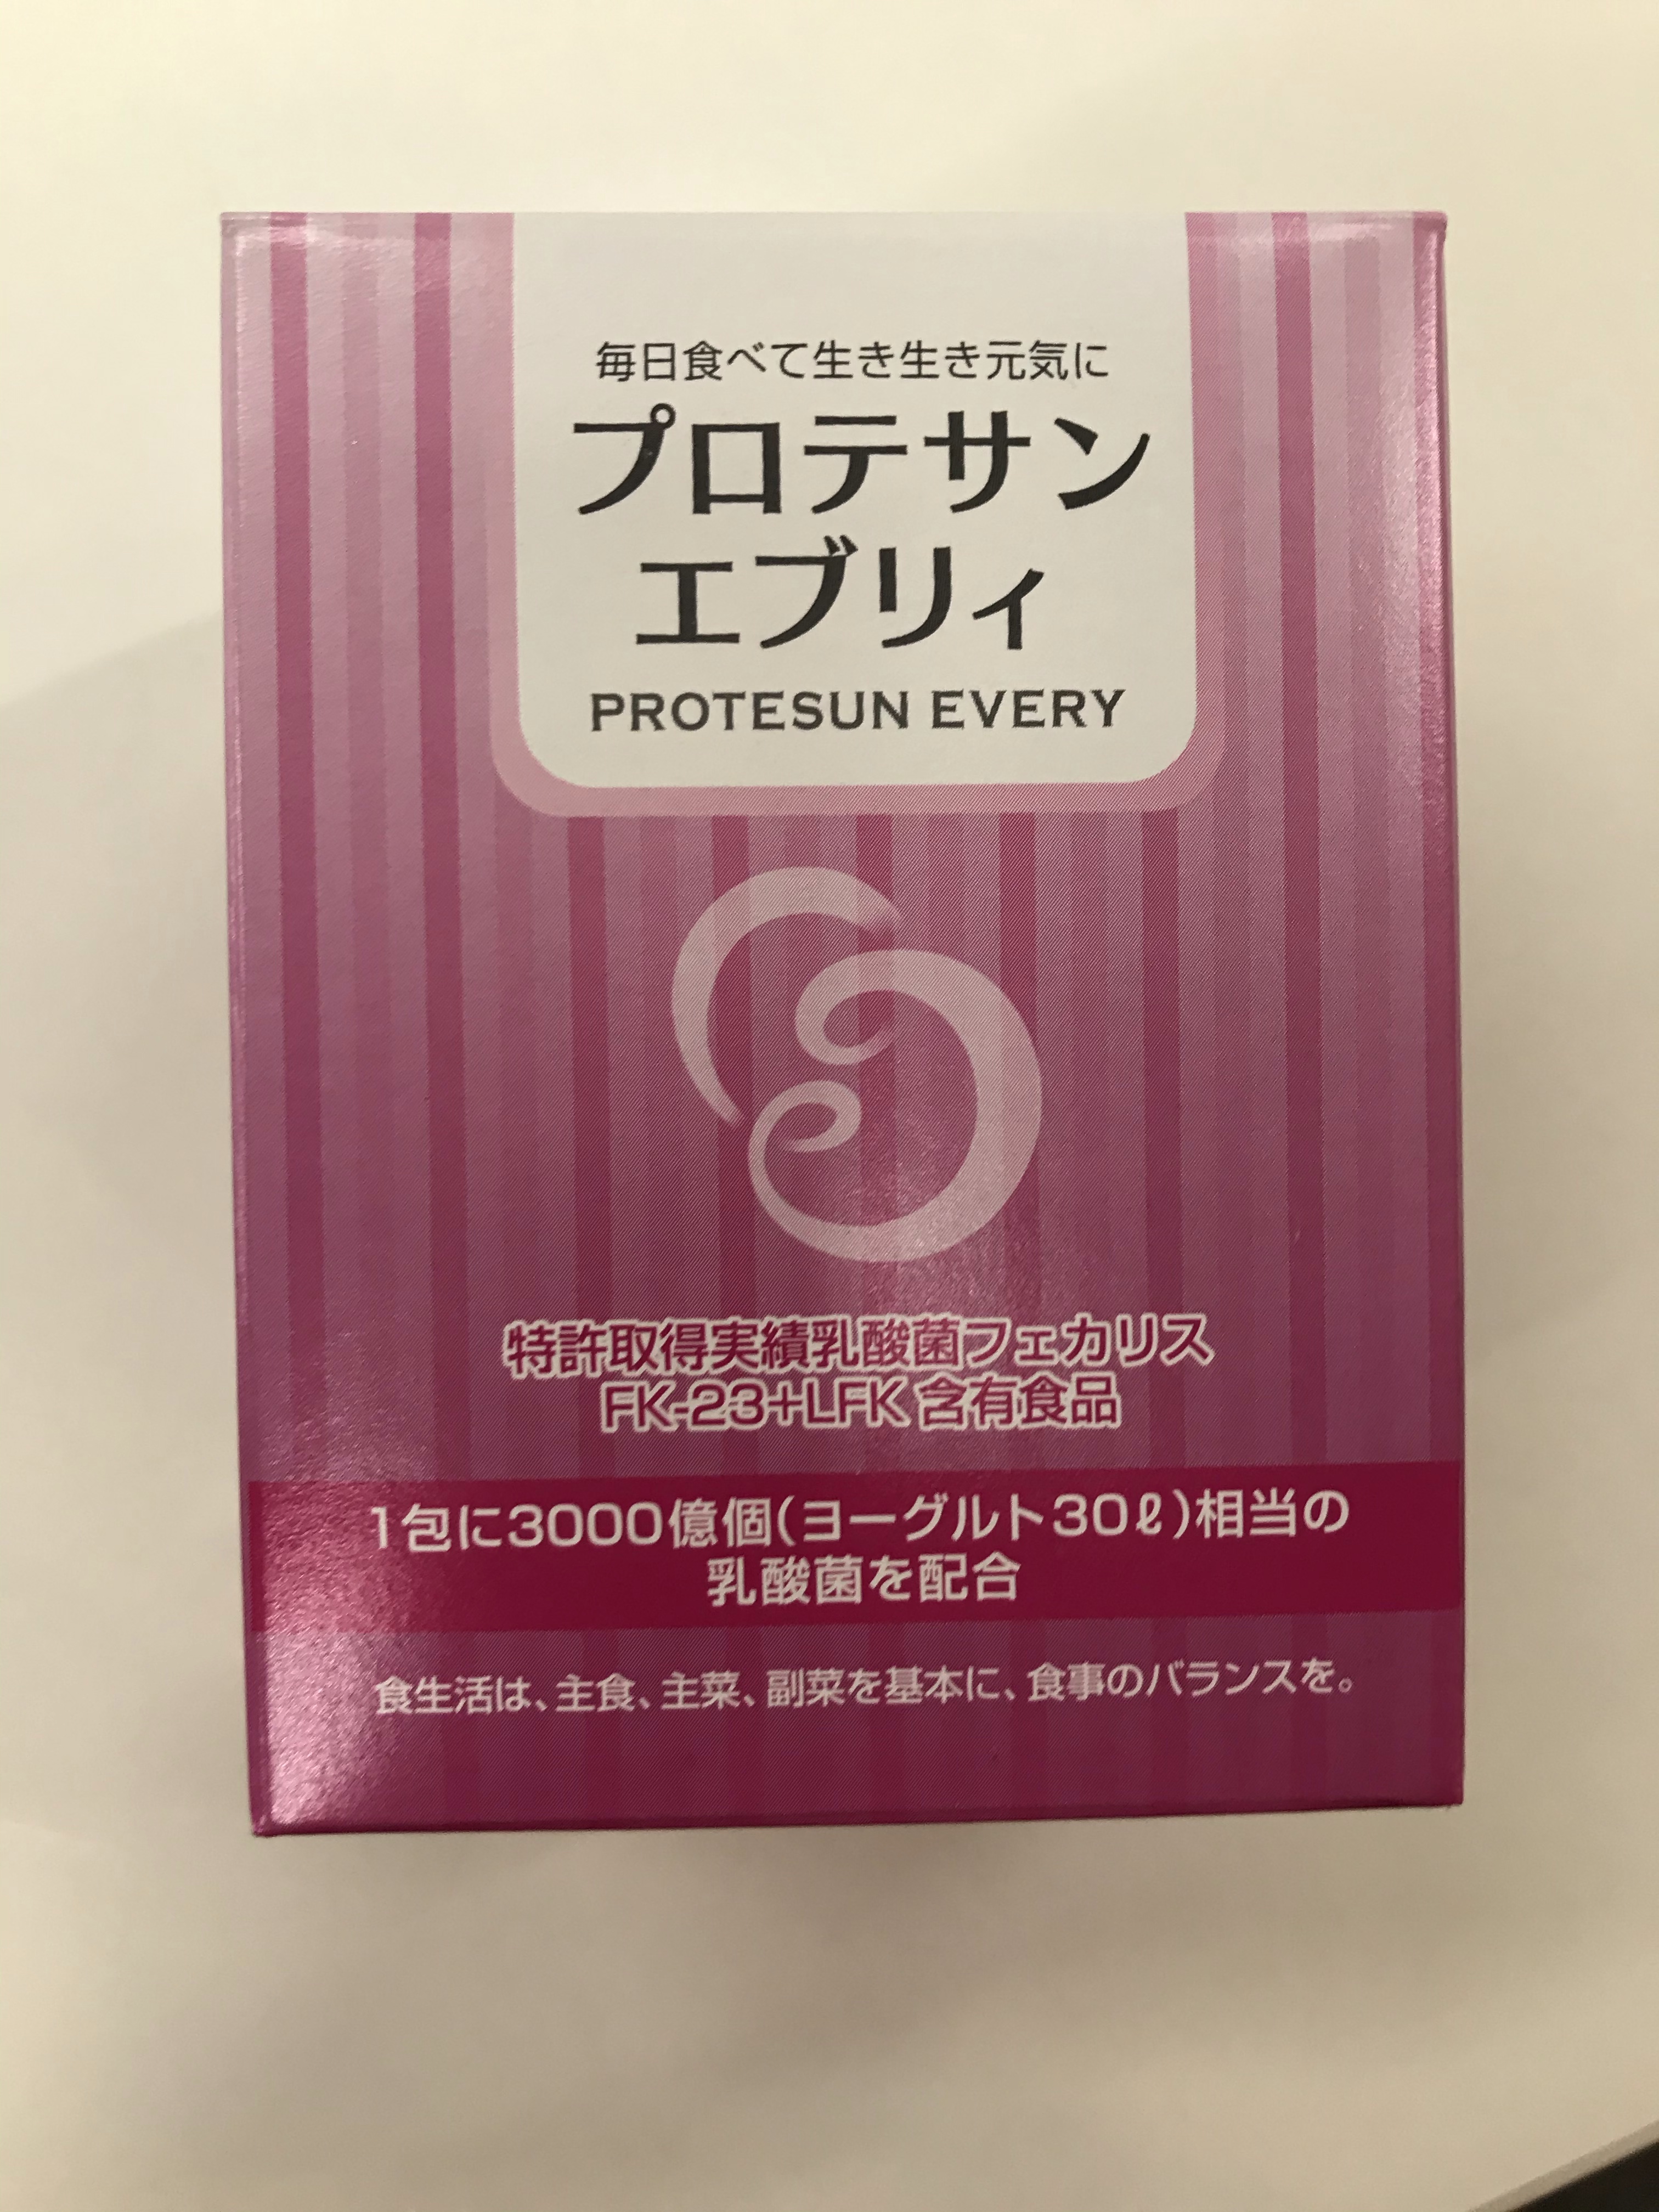 毎日食べて生き生き元気に
プロテサン
エブリィ
PROTESUN EVERY
特許取得実績乳酸菌フェカリス
FK-23+LFK 含有食品
1包に3000億個(ヨーグルト30ℓ)相当の
乳酸菌を配合
食生活は、主食、主菜、副菜を基本に、食事のバランスを。